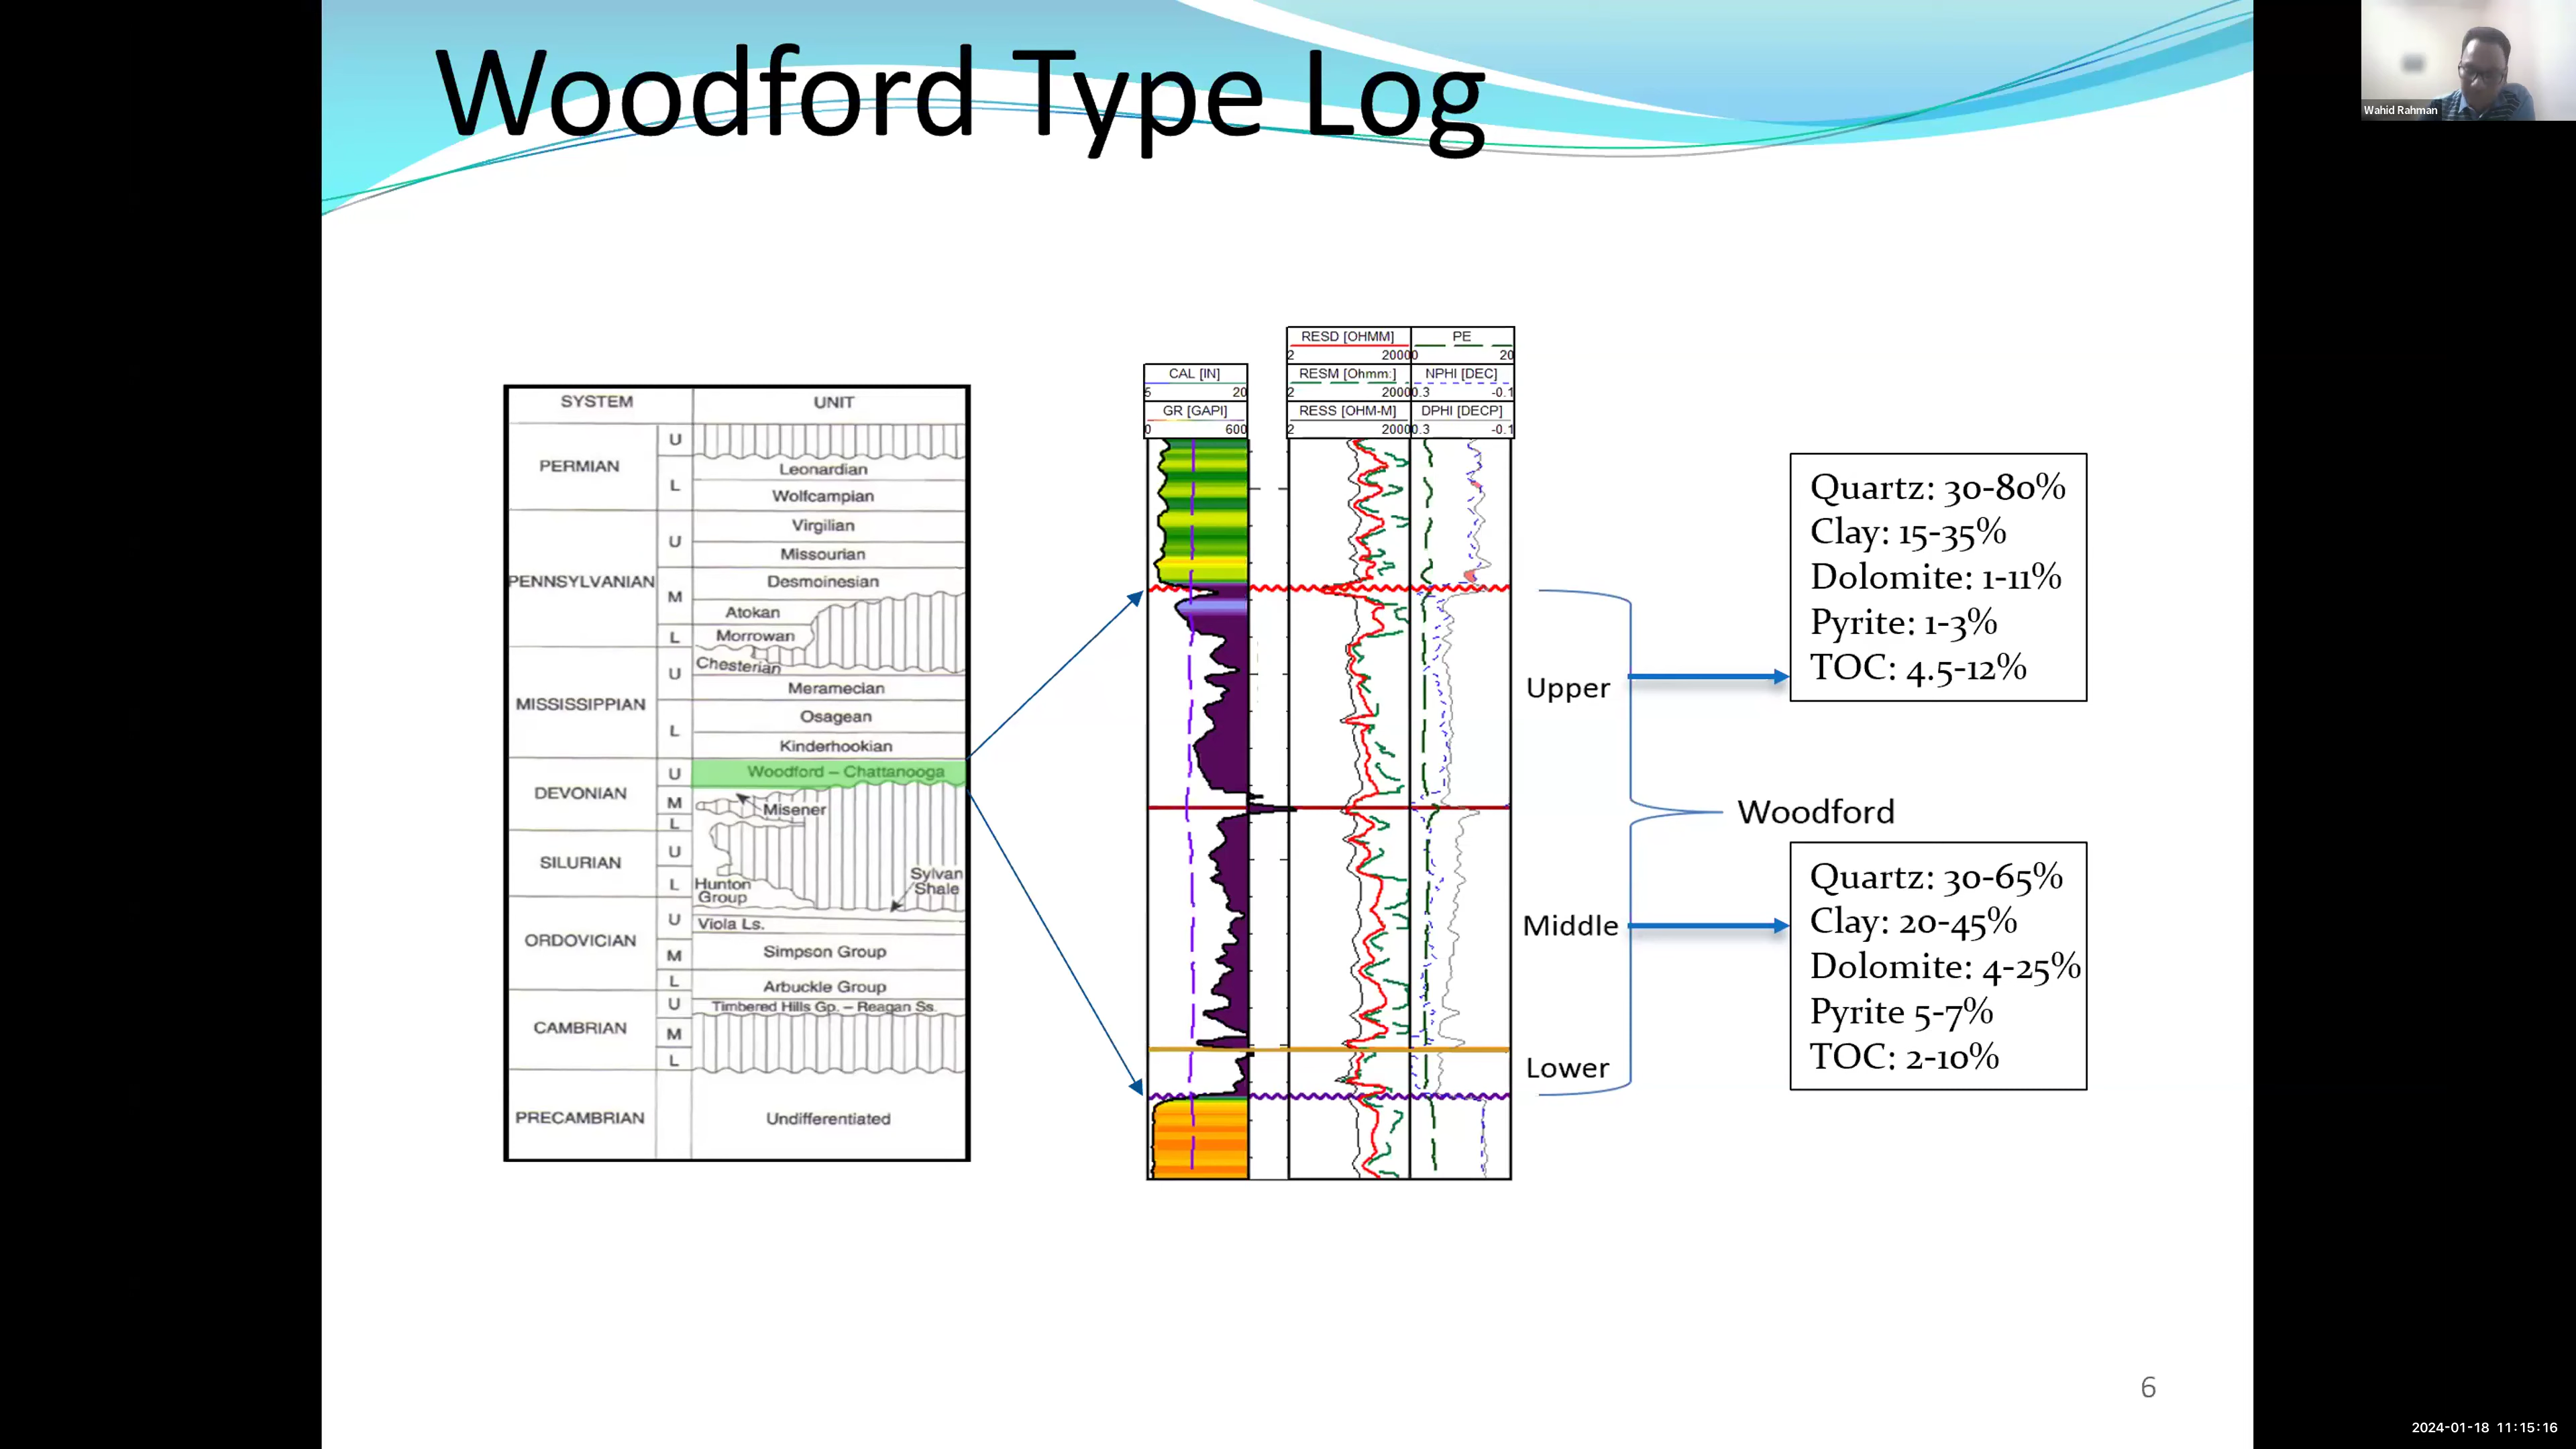 Woodford Type Log
Wahid Rahman
SYSTEM UNIT
PERMIAN
U
L
Leonardian
Wolfcampian
PENNSYLVANIAN
U
M
L
Virgilian
Missourian
Desmoinesian
Atokan
Morrowan
MISSISSIPPIAN
U
L
Chesterian
Meramecian
Osagean
Kinderhookian
DEVONIAN
U
M
L
Woodford – Chattanooga
Misener
SILURIAN
U
L
Hunton
Group
Sylvan
Shale
ORDOVICIAN
U
M
L
Viola Ls.
Simpson Group
Arbuckle Group
CAMBRIAN
U
M
L
Timbered Hills Gp. – Reagan Ss.
PRECAMBRIAN
Undifferentiated
CAL [IN]
5 20
GR [GAPI]
0 600
RESD [OHMM]
2 2000
RESM [Ohmm:]
2 2000
RESS [OHM-M]
2 2000
PE
0 20
NPHI [DEC]
0.3 -0.1
DPHI [DECP]
0.3 -0.1
Upper
Middle
Lower
Woodford
Quartz: 30-80%
Clay: 15-35%
Dolomite: 1-11%
Pyrite: 1-3%
TOC: 4.5-12%
Quartz: 30-65%
Clay: 20-45%
Dolomite: 4-25%
Pyrite 5-7%
TOC: 2-10%
6
2024-01-18 11:15:16